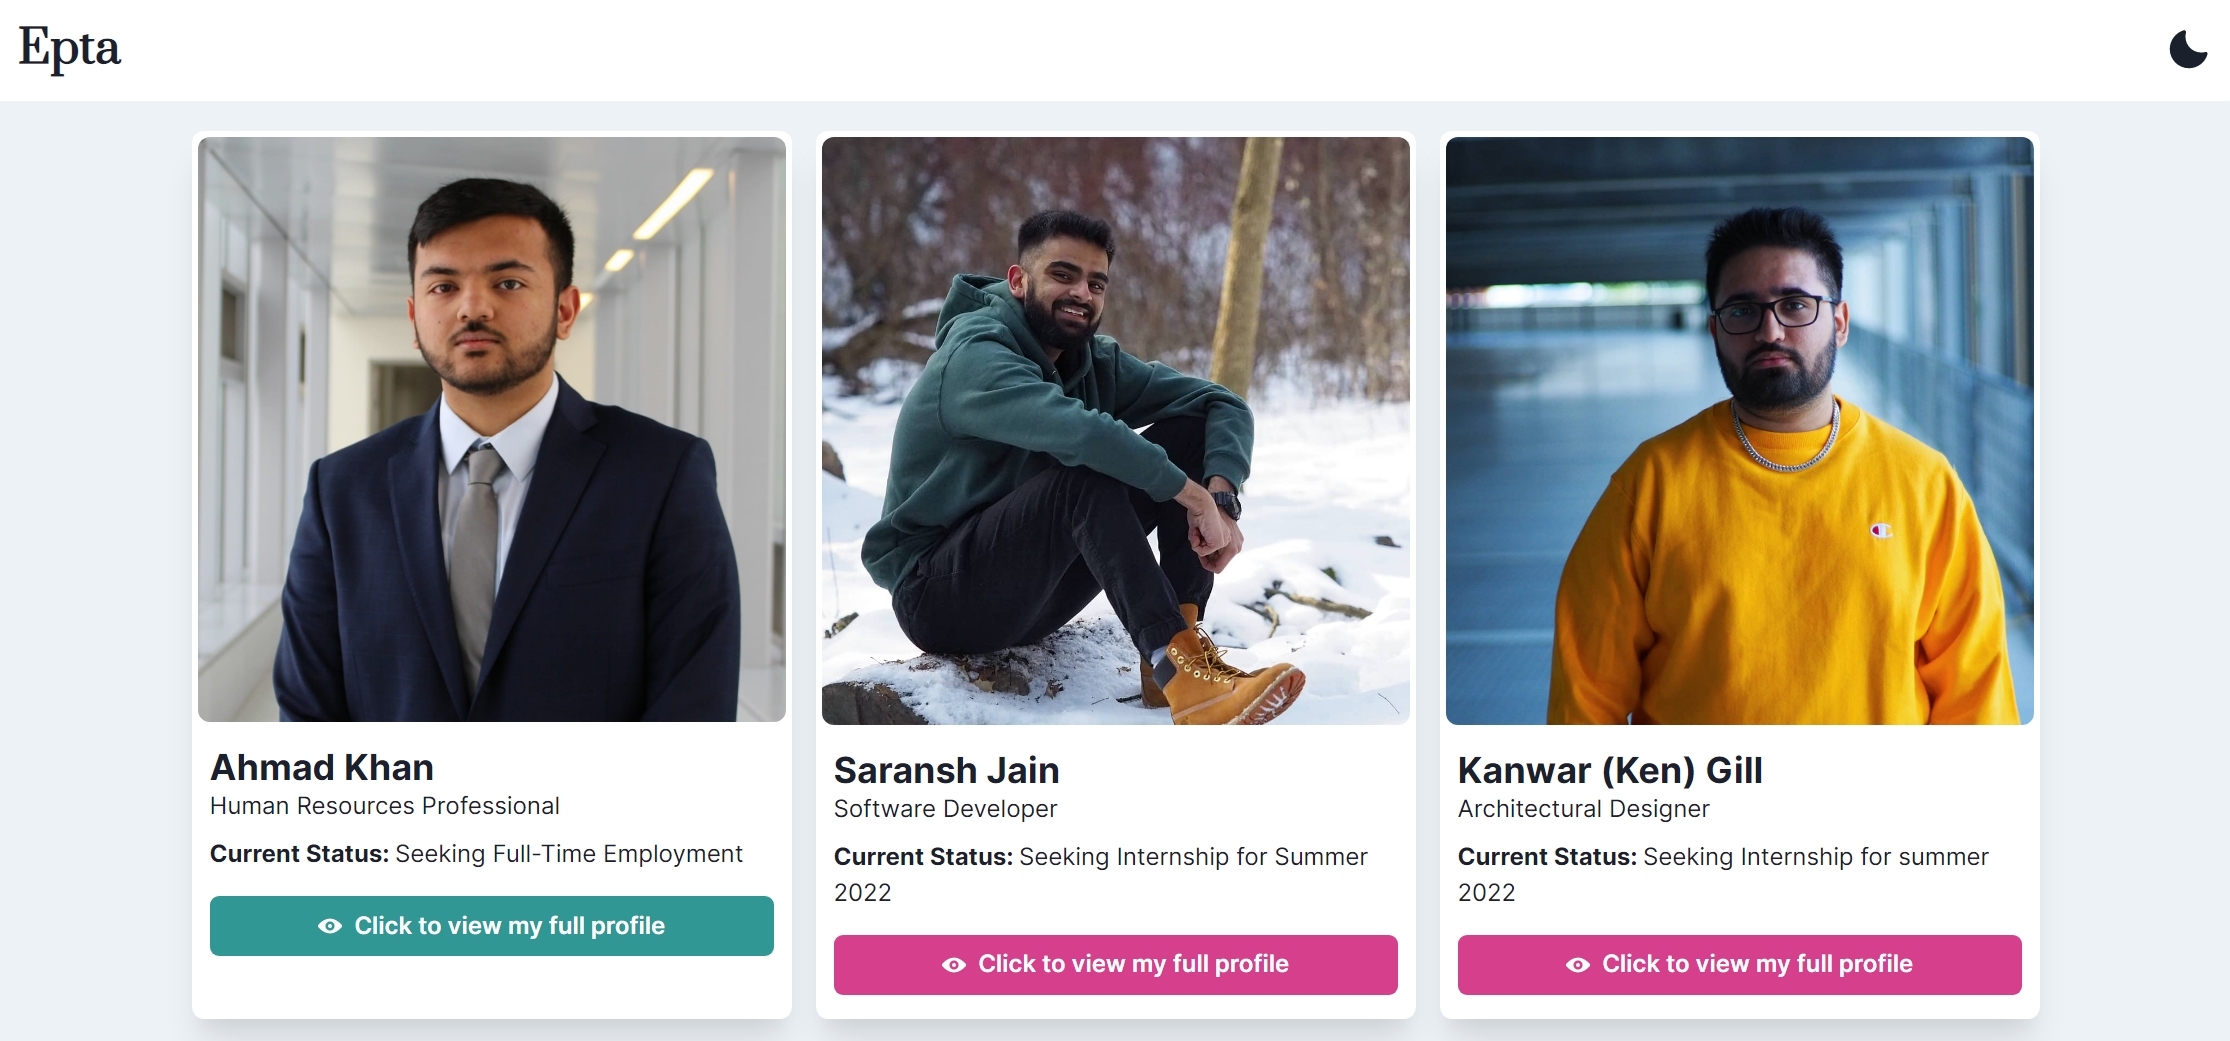 Epta
Ahmad Khan
Human Resources Professional
Current Status: Seeking Full-Time Employment
Click to view my full profile
Saransh Jain
Software Developer
Current Status: Seeking Internship for Summer
2022
Click to view my full profile
Kanwar (Ken) Gill
Architectural Designer
Current Status: Seeking Internship for summer
2022
Click to view my full profile